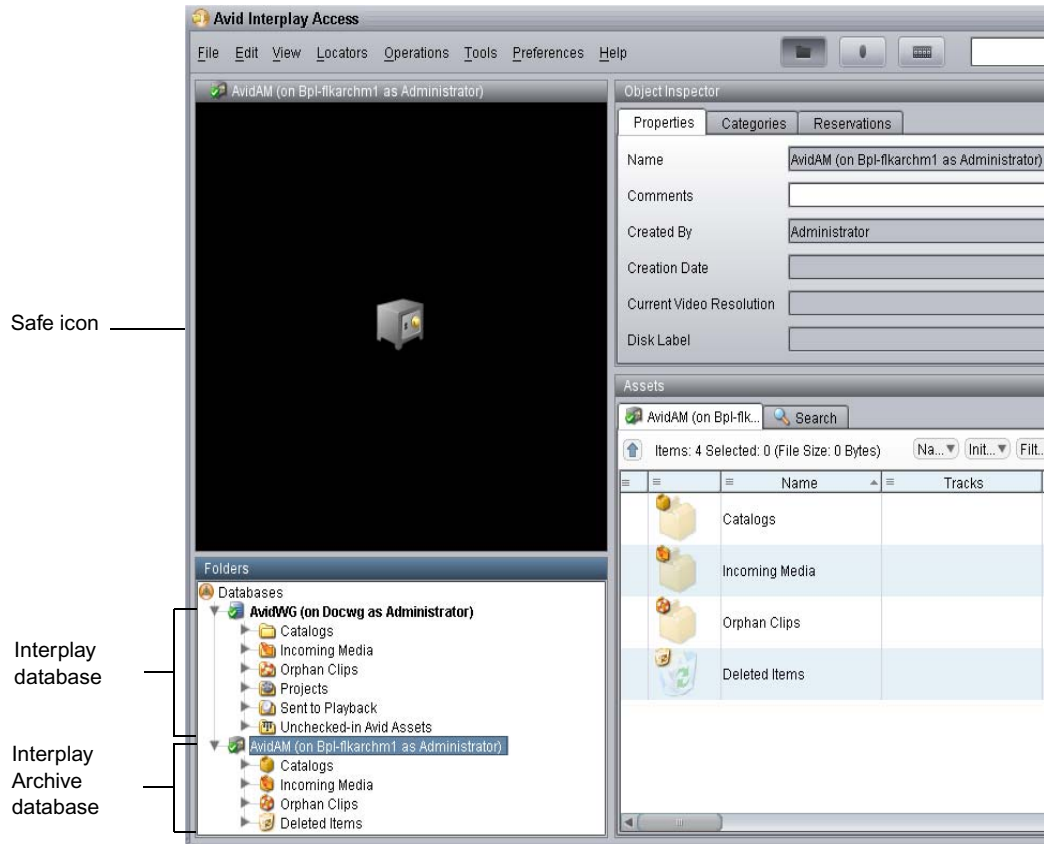 Avid Interplay Access
File Edit View Locators Operations Tools Preferences Help
AvidAM (on Bpl-flkarchm1 as Administrator)
Safe icon
Object Inspector
Properties Categories Reservations
Name AvidAM (on Bpl-flkarchm1 as Administrator)
Comments
Created By Administrator
Creation Date
Current Video Resolution
Disk Label
Assets
AvidAM (on Bpl-flk... Search
Items: 4 Selected: 0 (File Size: 0 Bytes) Na... Init... Filt..
Name Tracks
Catalogs
Incoming Media
Orphan Clips
Deleted Items
Folders
Databases
Interplay
database
AvidWG (on Docwg as Administrator)
Catalogs
Incoming Media
Orphan Clips
Projects
Sent to Playback
Unchecked-in Avid Assets
Interplay
Archive
database
AvidAM (on Bpl-flkarchm1 as Administrator)
Catalogs
Incoming Media
Orphan Clips
Deleted Items